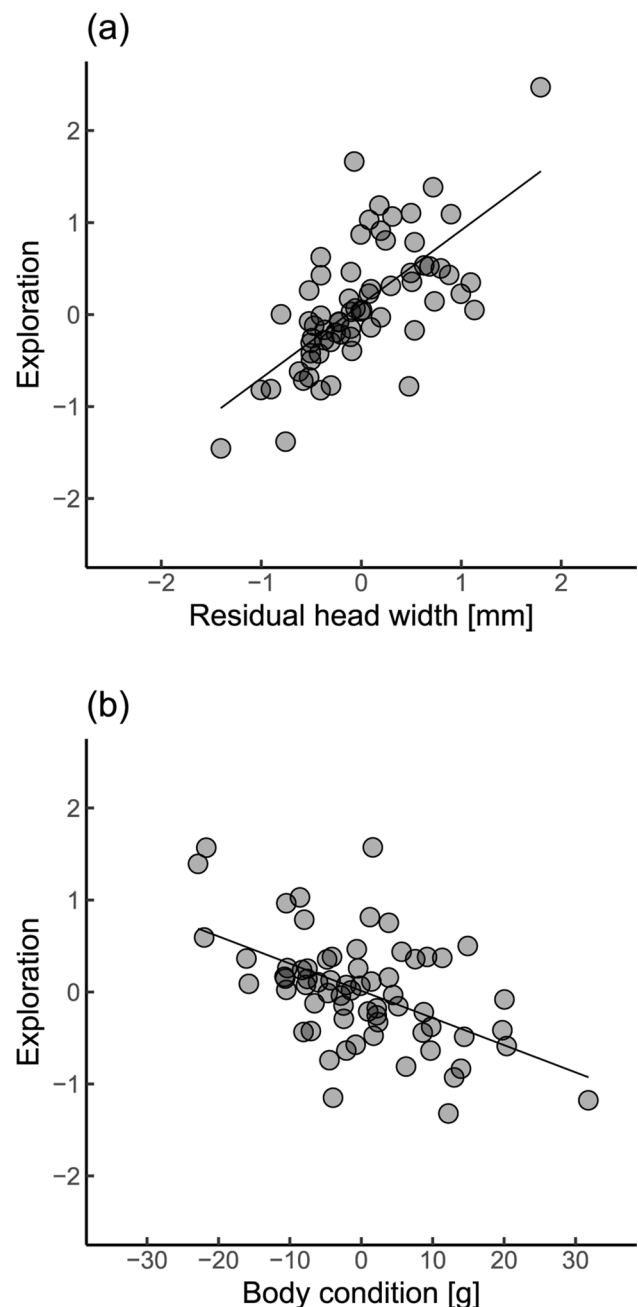 (a)
Exploration
2
1
0
−1
−2
−2 −1 0 1 2
Residual head width [mm]
(b)
Exploration
2
1
0
−1
−2
−30 −20 −10 0 10 20 30
Body condition [g]